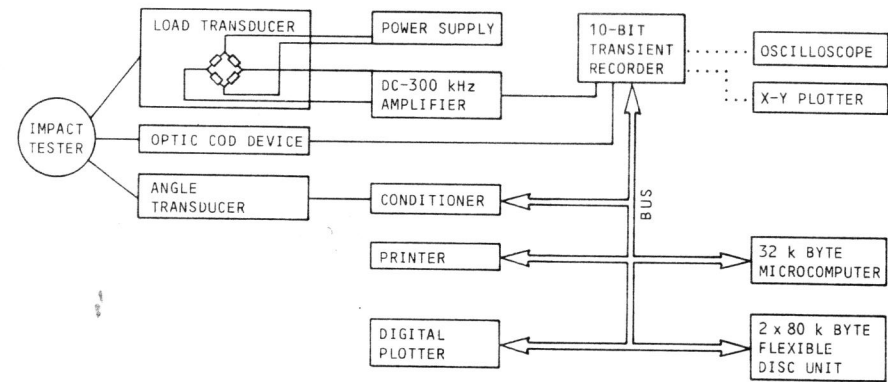 LOAD TRANSDUCER
POWER SUPPLY
10-BIT
TRANSIENT
RECORDER
OSCILLOSCOPE
DC-300 kHz
AMPLIFIER
X-Y PLOTTER
IMPACT
TESTER
OPTIC COD DEVICE
ANGLE
TRANSDUCER
CONDITIONER
BUS
PRINTER
32 k BYTE
MICROCOMPUTER
DIGITAL
PLOTTER
2 x 80 k BYTE
FLEXIBLE
DISC UNIT